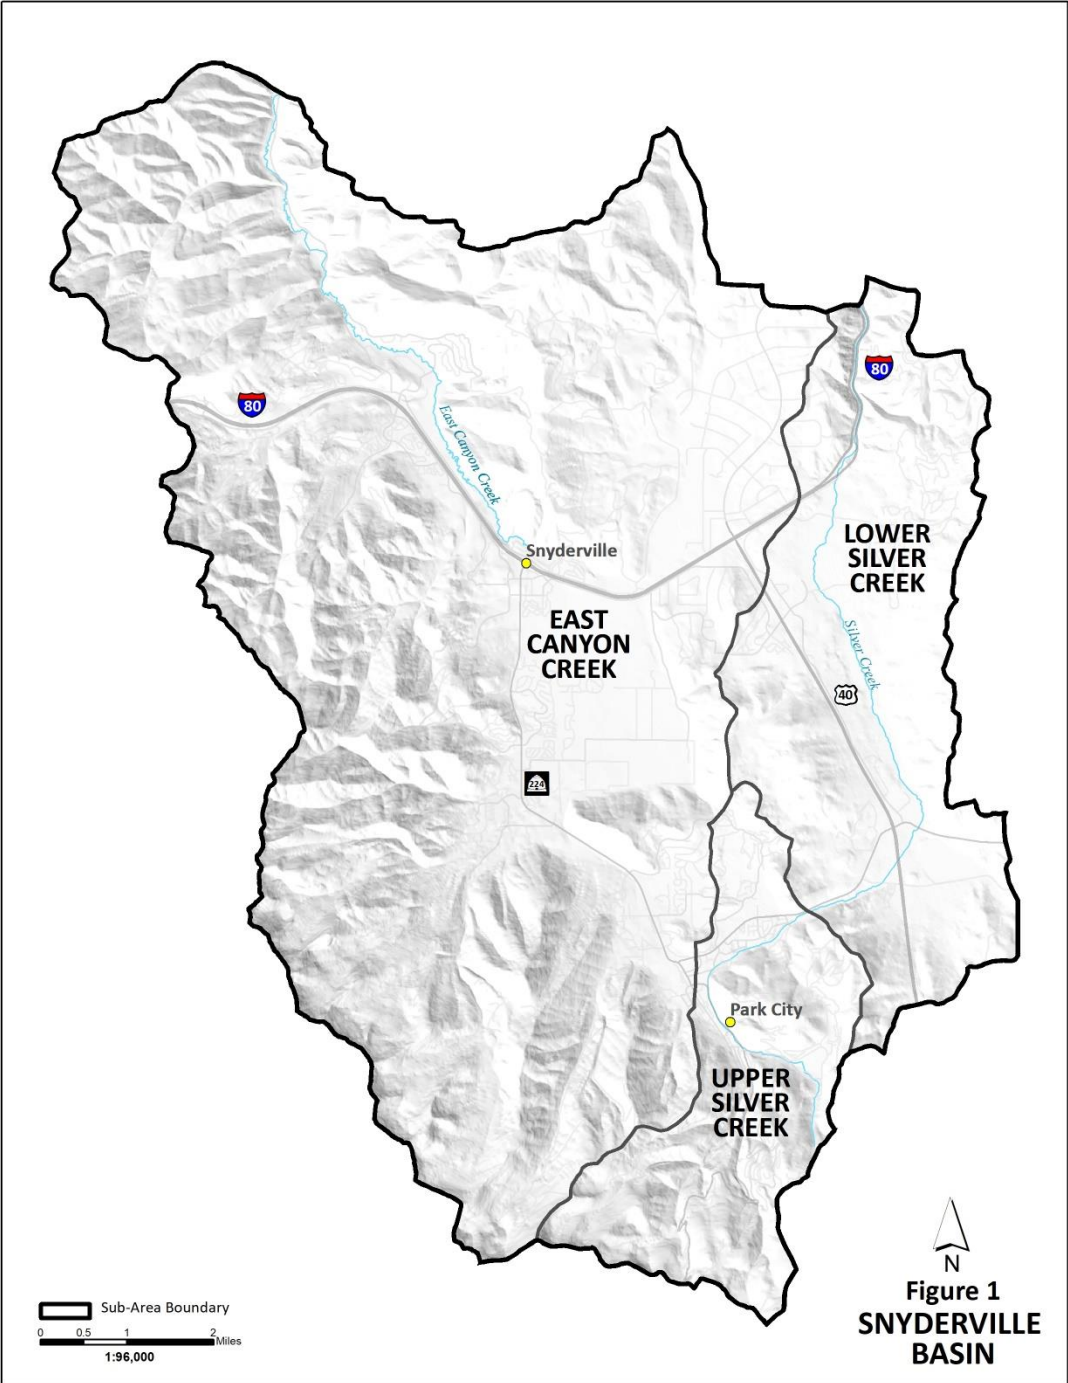 80
80
East Canyon Creek
Snyderville
LOWER
SILVER
CREEK
EAST
CANYON
CREEK
Silver Creek
40
224
Park City
UPPER
SILVER
CREEK
N
Figure 1
SNYDERVILLE
BASIN
Sub-Area Boundary
0 0.5 1 2
Miles
1:96,000